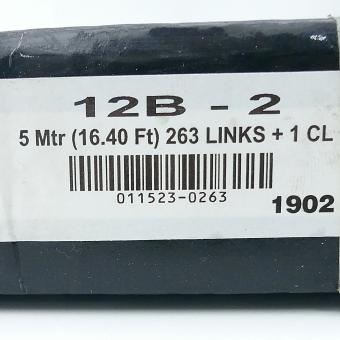 12B - 2
5 Mtr (16.40 Ft) 263 LINKS + 1 CL
011523-0263
1902